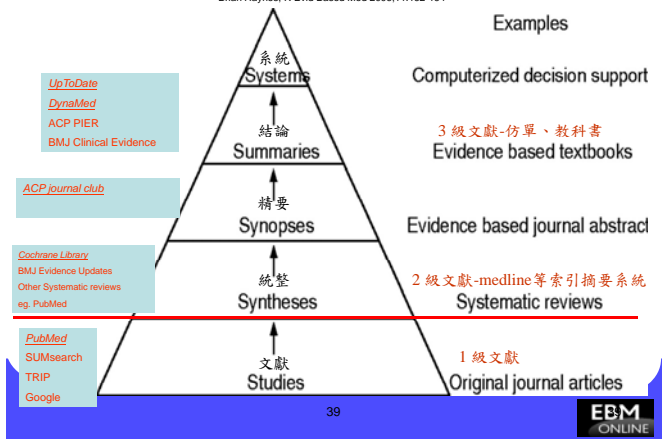 Examples
系統
Systems
Computerized decision support
UpToDate
DynaMed
ACP PIER
BMJ Clinical Evidence
結論
Summaries
3 級文獻-仿單、教科書
Evidence based textbooks
ACP journal club
精要
Synopses
Evidence based journal abstract
Cochrane Library
BMJ Evidence Updates
Other Systematic reviews
eg. PubMed
統整
Syntheses
2 級文獻-medline等索引摘要系統
Systematic reviews
PubMed
SUMsearch
TRIP
Google
文獻
Studies
1 級文獻
Original journal articles
39
EBM
ONLINE